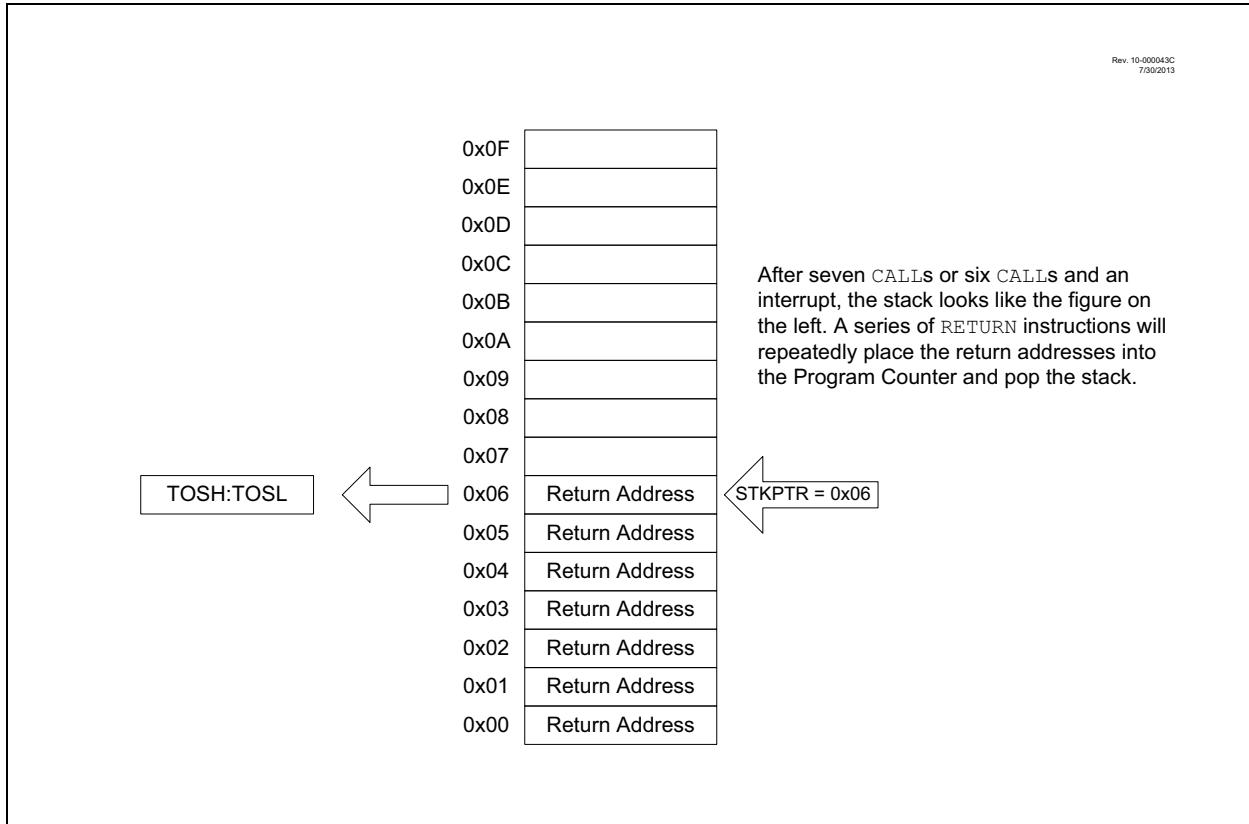 Rev. 10-000043C
7/30/2013
0x0F
0x0E
0x0D
0x0C
0x0B
0x0A
0x09
0x08
0x07
After seven CALLs or six CALLs and an
interrupt, the stack looks like the figure on
the left. A series of RETURN instructions will
repeatedly place the return addresses into
the Program Counter and pop the stack.
TOSH:TOSL
0x06 Return Address
STKPTR = 0x06
0x05 Return Address
0x04 Return Address
0x03 Return Address
0x02 Return Address
0x01 Return Address
0x00 Return Address